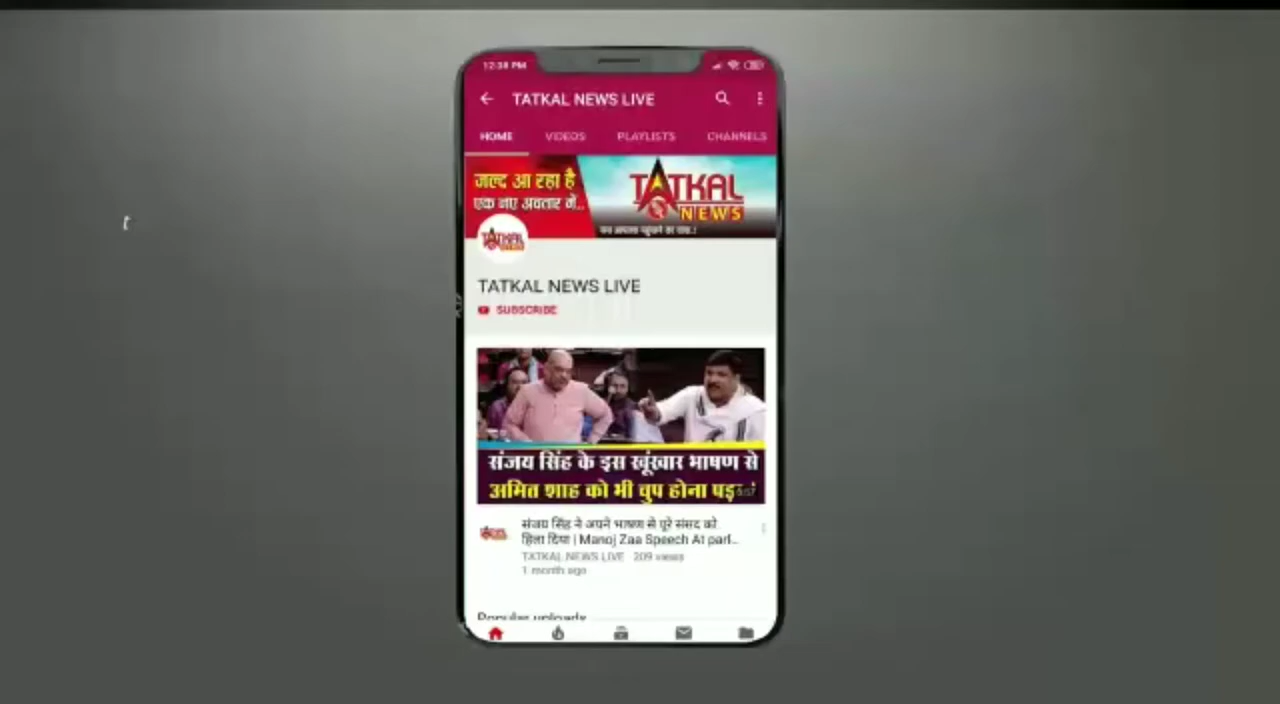 t
12:38 PM
TATKAL NEWS LIVE
HOME VIDEOS PLAYLISTS CHANNELS
जल्द आ रहा है
एक नए अवतार में..
TATKAL
NEWS
TATKAL
TATKAL NEWS LIVE
SUBSCRIBE
संजय सिंह के इस खूंखार भाषण से
अमित शाह को भी चुप होना पड़
संजय सिंह ने अपने भाषण से पूरे संसद को
हिला दिया | Manoj Zaa Speech At parl...
TATKAL NEWS LIVE 209 views
1 month ago
Popular uploads